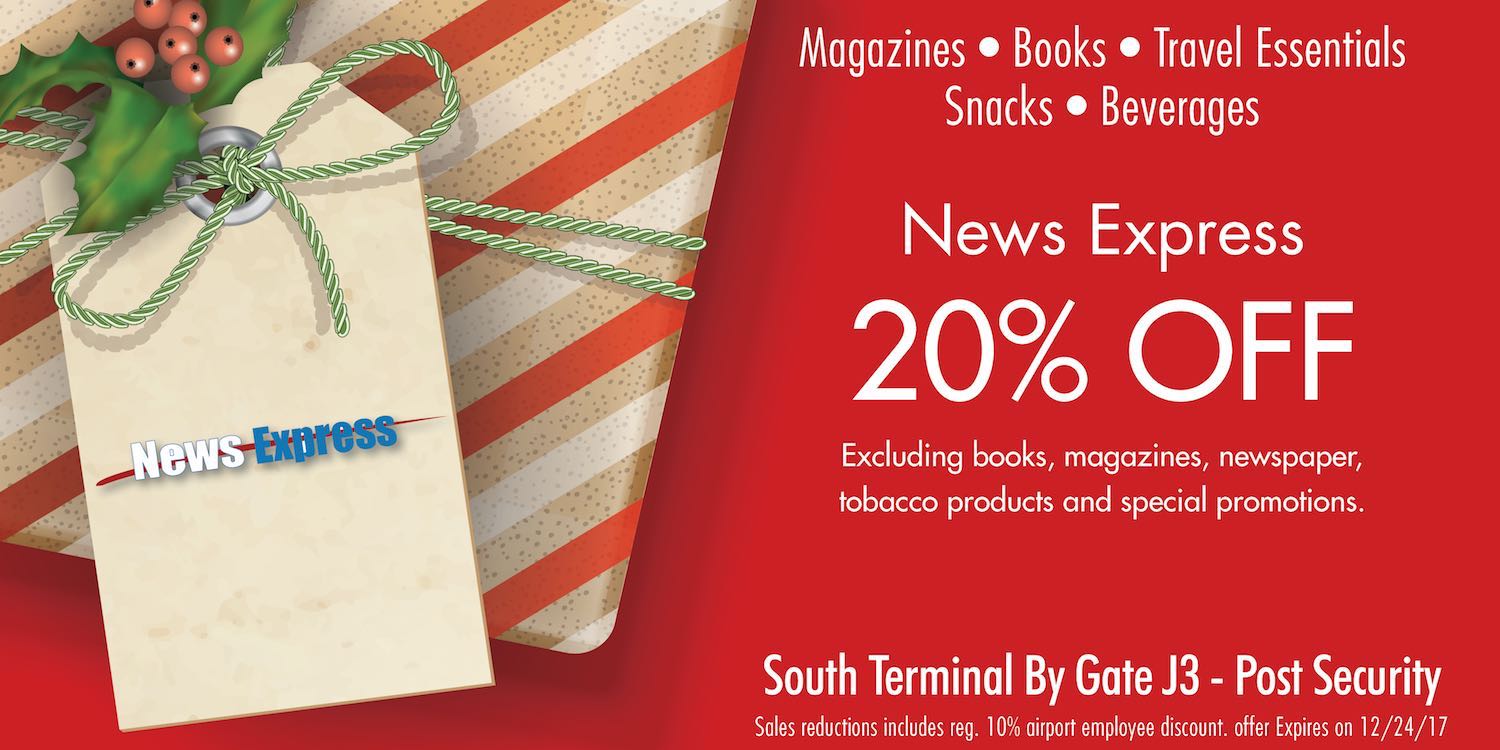 Magazines • Books • Travel Essentials
Snacks • Beverages
News Express
20% OFF
Excluding books, magazines, newspaper,
tobacco products and special promotions.
News Express
South Terminal By Gate J3 - Post Security
Sales reductions includes reg. 10% airport employee discount. offer Expires on 12/24/17